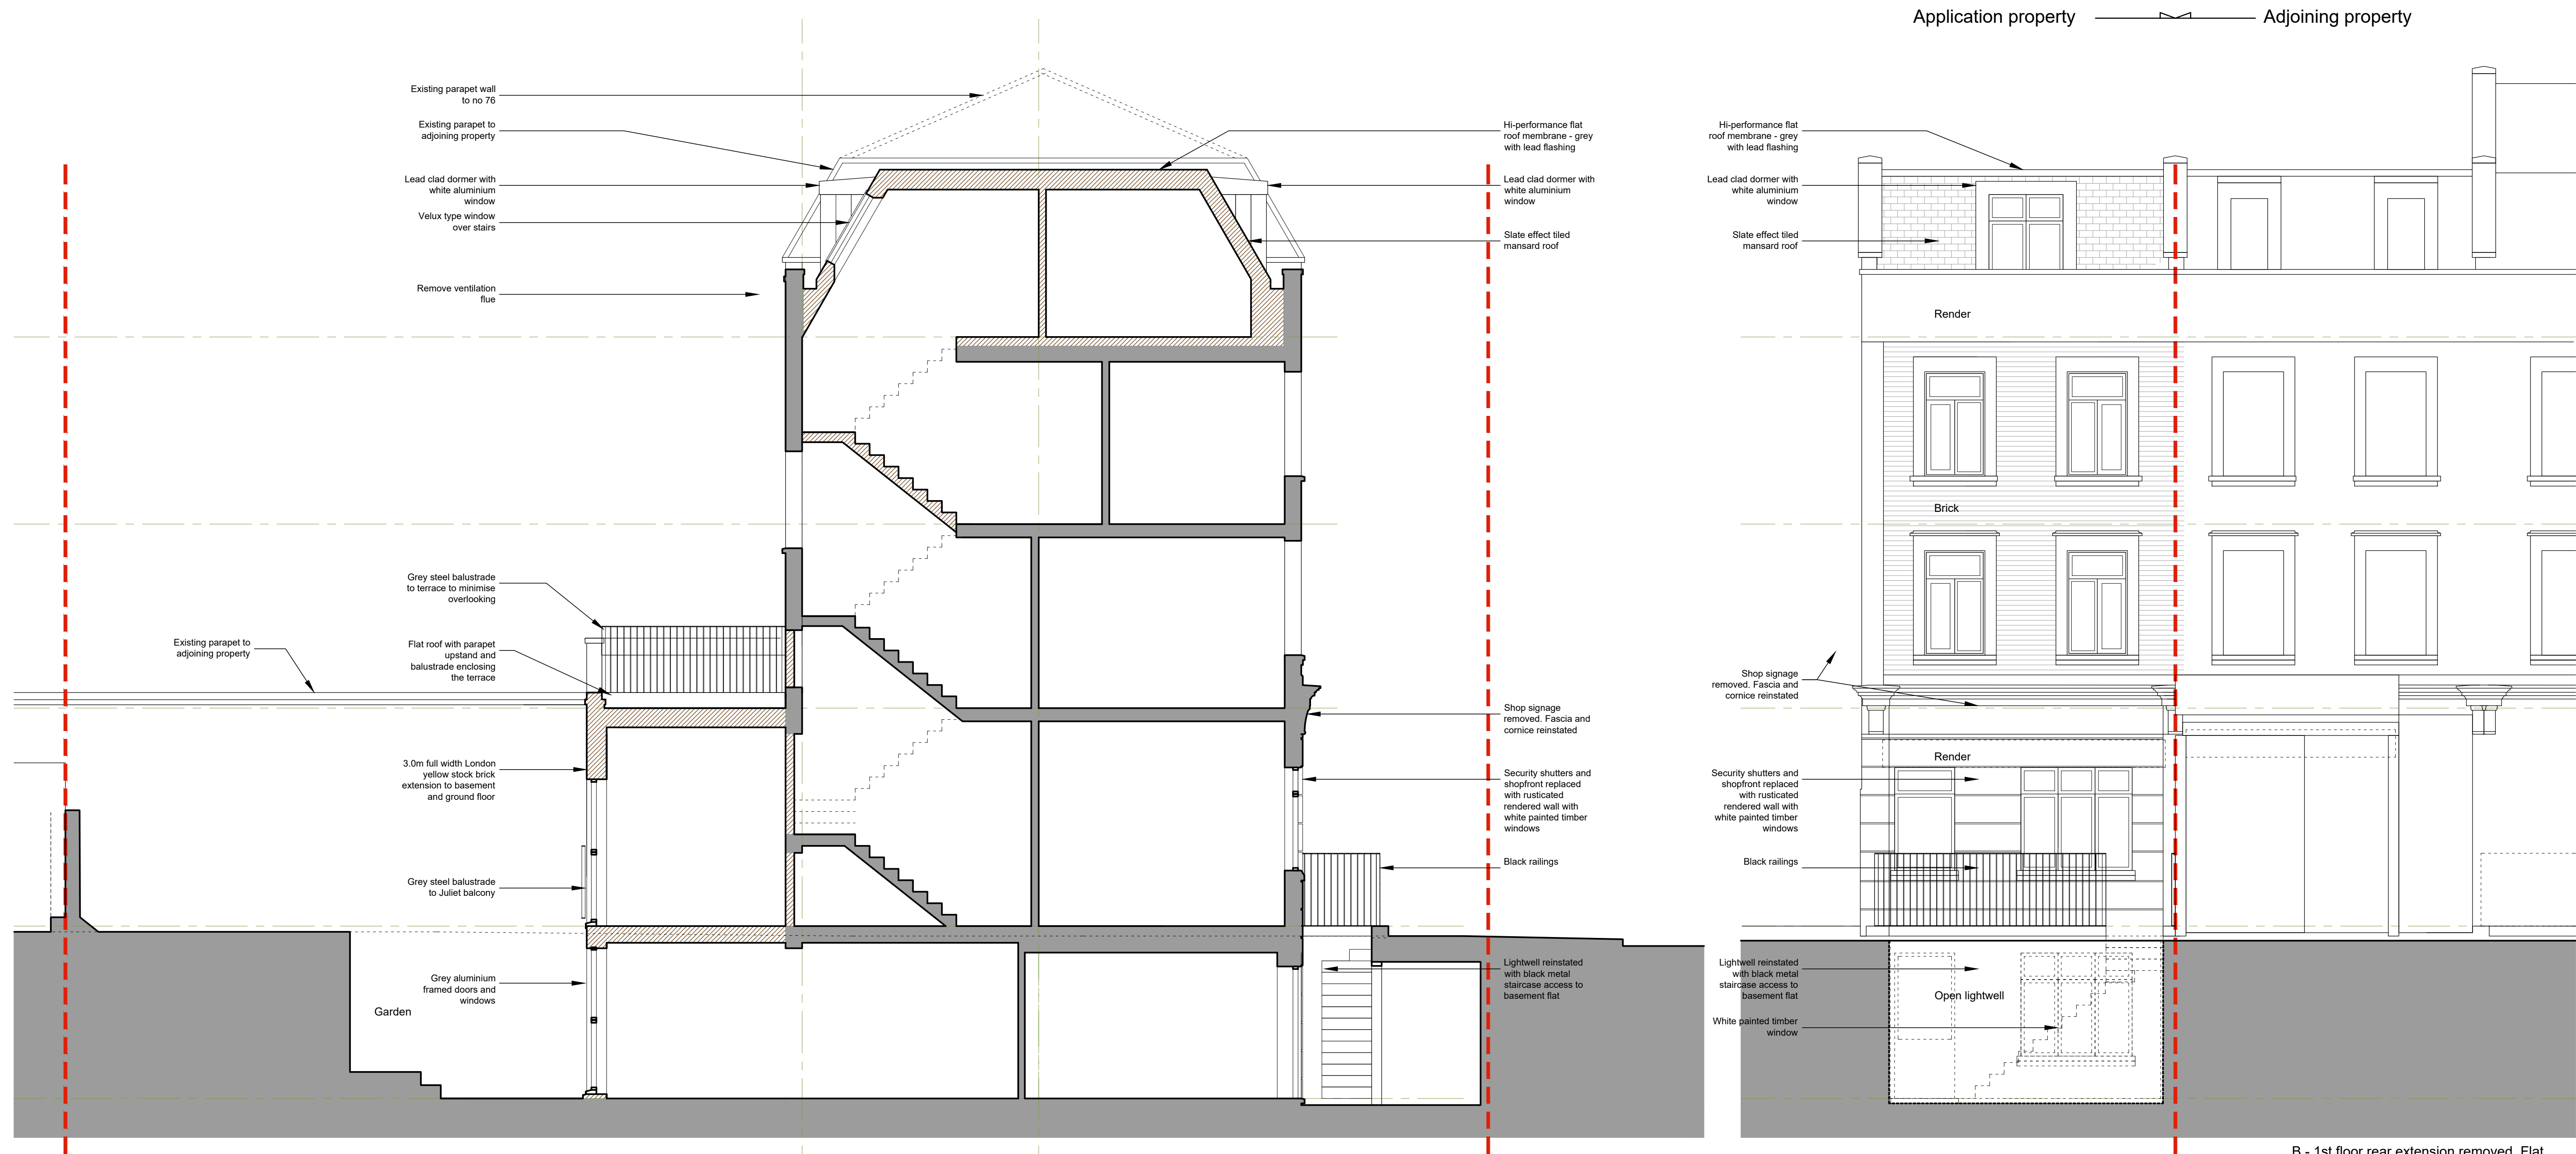 Application property
Adjoining property
Existing parapet wall
to no 76
Existing parapet to
adjoining property
Lead clad dormer with
white aluminium
window
Velux type window
over stairs
Remove ventilation
flue
Grey steel balustrade
to terrace to minimise
overlooking
Existing parapet to
adjoining property
Flat roof with parapet
upstand and
balustrade enclosing
the terrace
3.0m full width London
yellow stock brick
extension to basement
and ground floor
Grey steel balustrade
to Juliet balcony
Grey aluminium
framed doors and
windows
Garden
Hi-performance flat
roof membrane - grey
with lead flashing
Lead clad dormer with
white aluminium
window
Slate effect tiled
mansard roof
Shop signage
removed. Fascia and
cornice reinstated
Security shutters and
shopfront replaced
with rusticated
rendered wall with
white painted timber
windows
Black railings
Lightwell reinstated
with black metal
staircase access to
basement flat
Hi-performance flat
roof membrane - grey
with lead flashing
Lead clad dormer with
white aluminium
window
Slate effect tiled
mansard roof
Render
Brick
Shop signage
removed. Fascia and
cornice reinstated
Render
Security shutters and
shopfront replaced
with rusticated
rendered wall with
white painted timber
windows
Black railings
Lightwell reinstated
with black metal
staircase access to
basement flat
Open lightwell
White painted timber
window
B - 1st floor rear extension removed. Flat